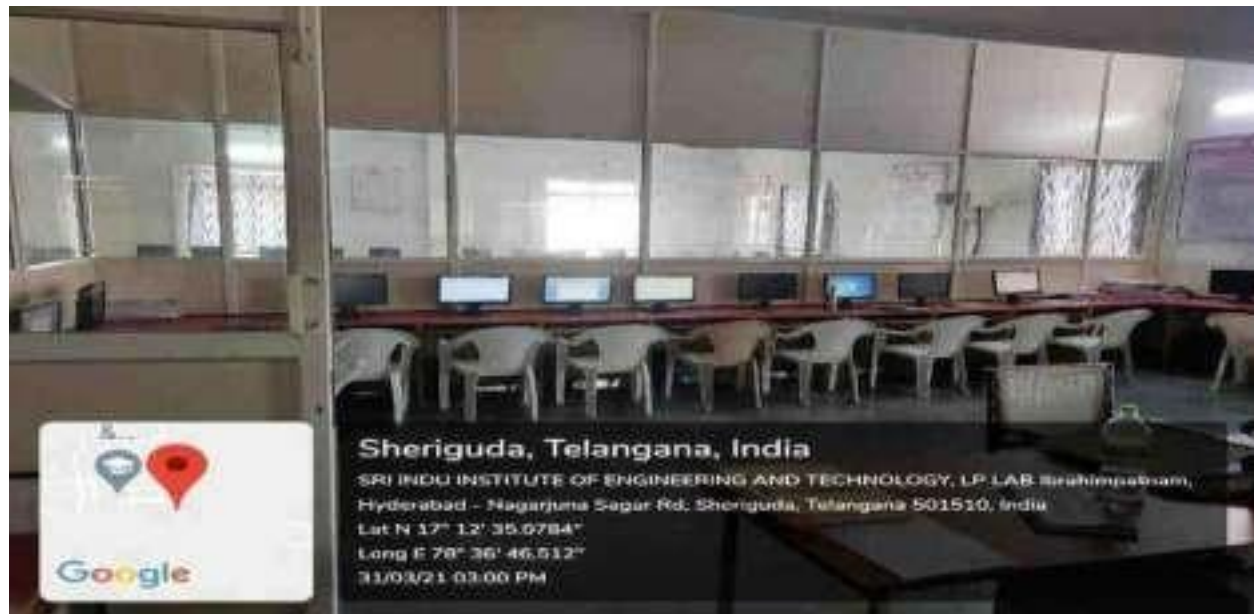 Sheriguda, Telangana, India
SRI INDU INSTITUTE OF ENGINEERING AND TECHNOLOGY, LP LAB Ibrahimpatnam,
Hyderabad - Nagarjuna Sagar Rd, Sheriguda, Telangana 501510, India
Lat N 17° 12' 35.0784"
Long E 78° 36' 46.512"
31/03/21 03:00 PM
Google